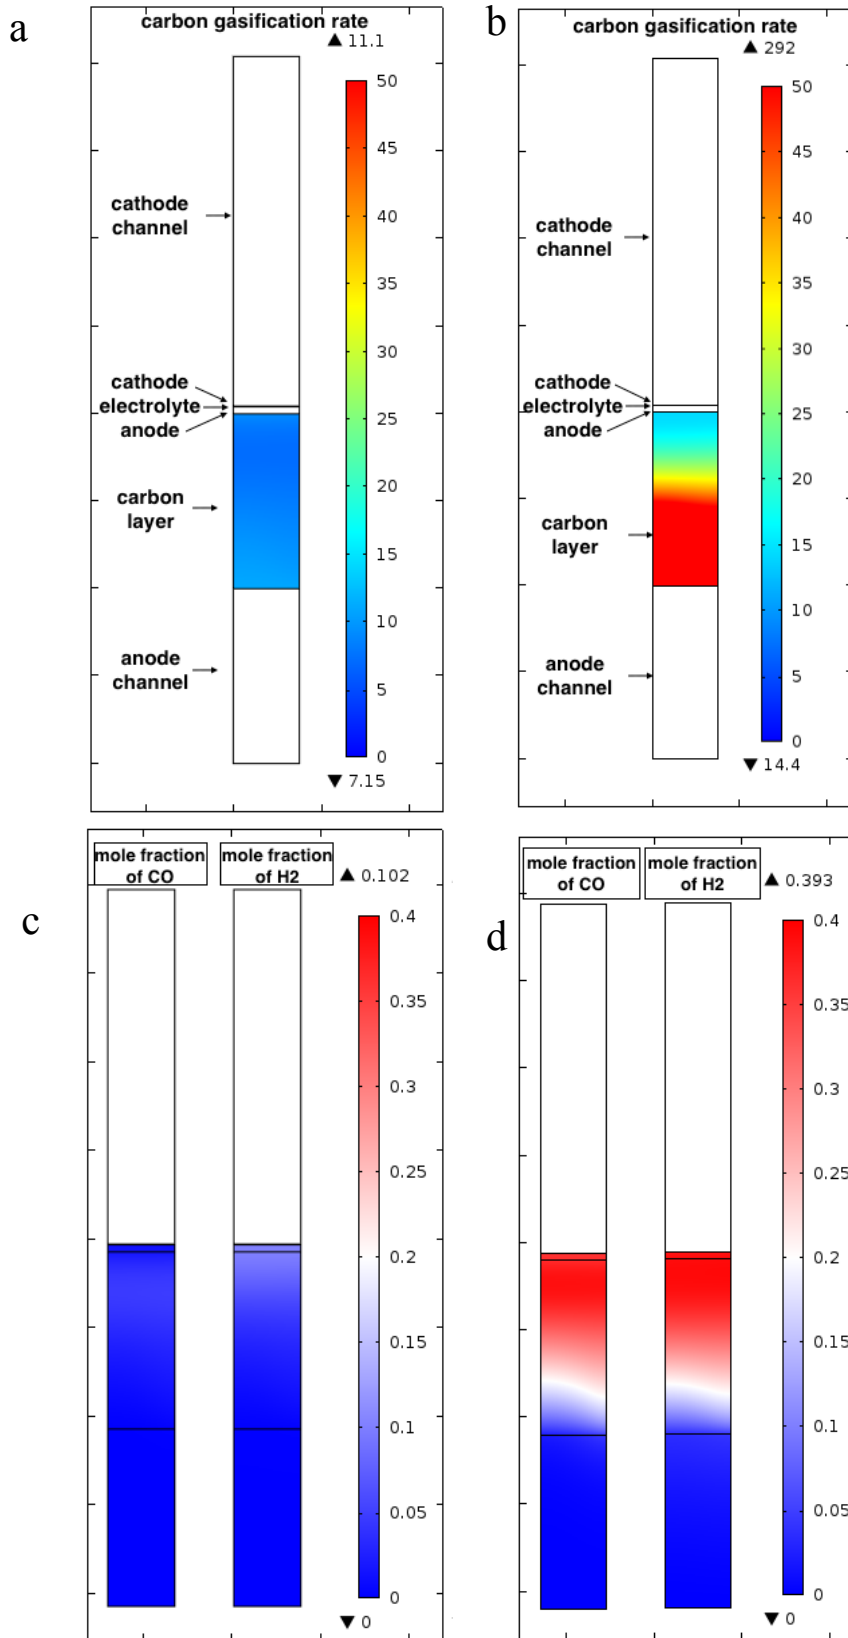 a
carbon gasification rate
▲ 11.1
50
45
40
35
30
25
20
15
10
5
0
▼ 7.15
cathode
channel
cathode
electrolyte
anode
carbon
layer
anode
channel
b
carbon gasification rate
▲ 292
50
45
40
35
30
25
20
15
10
5
0
▼ 14.4
cathode
channel
cathode
electrolyte
anode
carbon
layer
anode
channel
c
mole fraction
of CO
mole fraction
of H2
▲ 0.102
0.4
0.35
0.3
0.25
0.2
0.15
0.1
0.05
0
▼ 0
d
mole fraction
of CO
mole fraction
of H2
▲ 0.393
0.4
0.35
0.3
0.25
0.2
0.15
0.1
0.05
0
▼ 0